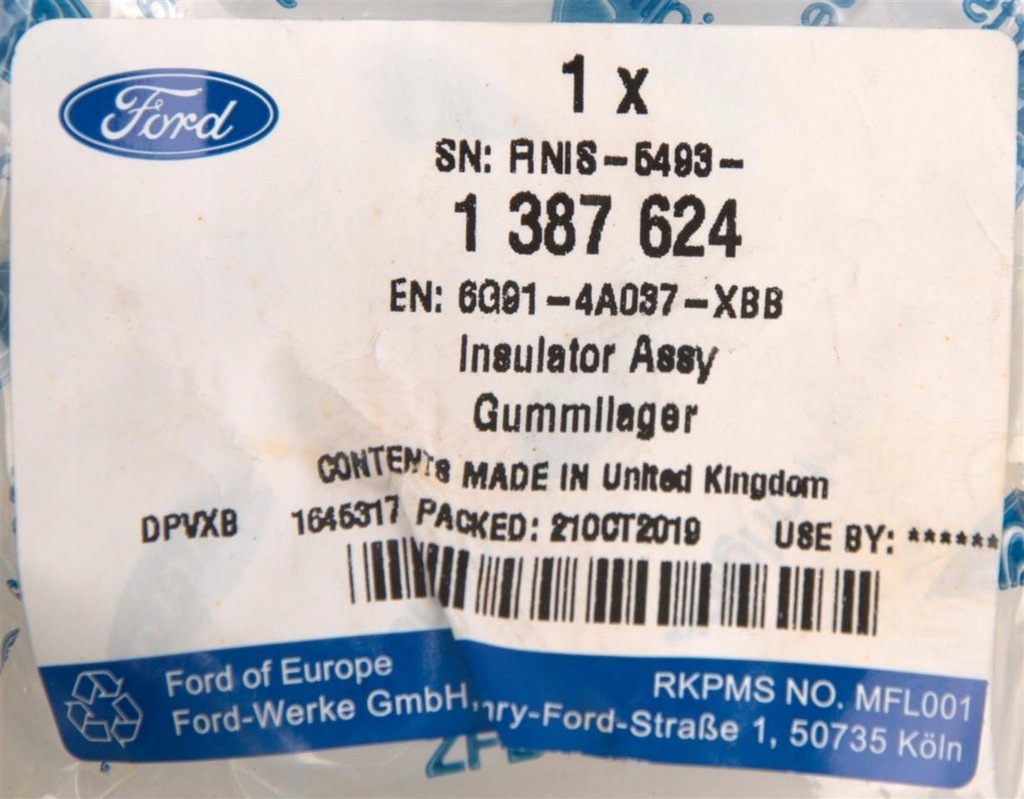 Ford
1 x
SN: FINIS-5493-
1 387 624
EN: 6G91-4A037-XBB
Insulator Assy
Gummilager
CONTENTS MADE IN United Kingdom
DPVXB 1645317 PACKED: 21OCT2019 USE BY: ******
Ford of Europe
RKPMS NO. MFL001
Ford-Werke GmbH, nry-Ford-Straße 1, 50735 Köln